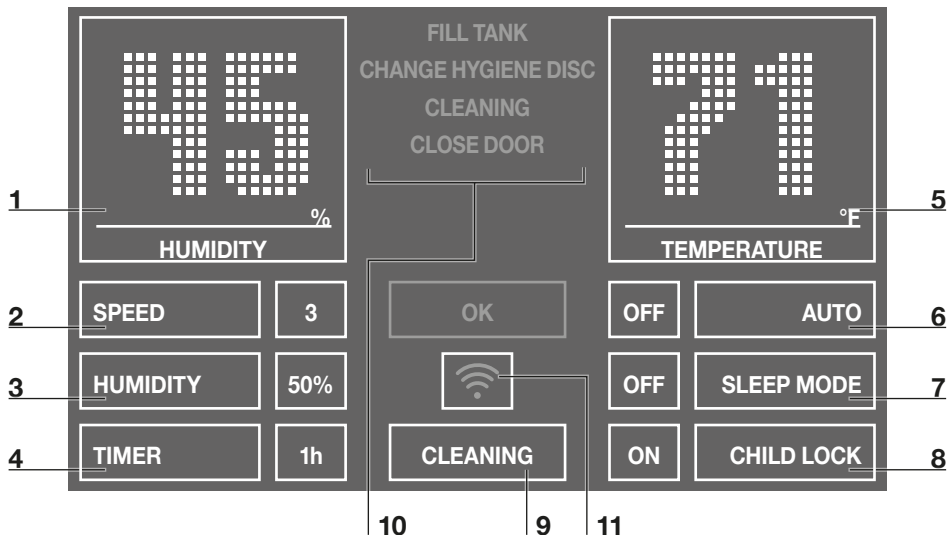 45
%
HUMIDITY
FILL TANK
CHANGE HYGIENE DISC
CLEANING
CLOSE DOOR
71
°F
TEMPERATURE
1
5
2
SPEED
3
OK
OFF
AUTO
6
3
HUMIDITY
50%
OFF
SLEEP MODE
7
4
TIMER
1h
CLEANING
ON
CHILD LOCK
8
10
9
11